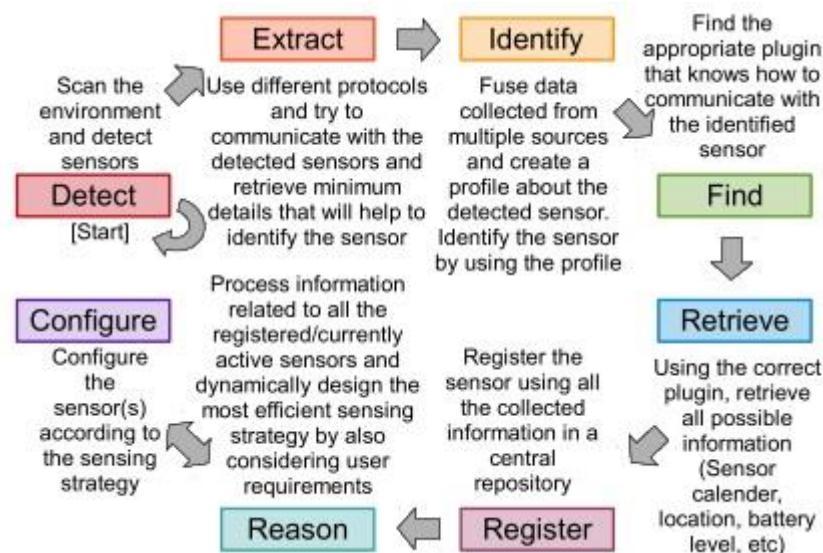 Extract
Use different protocols
and try to
communicate with the
detected sensors and
retrieve minimum
details that will help to
identify the sensor
Identify
Fuse data
collected from
multiple sources
and create a
profile about the
detected sensor.
Identify the sensor
by using the profile
Find the
appropriate plugin
that knows how to
communicate with
the identified
sensor
Find
Scan the
environment
and detect
sensors
Detect
[Start]
Configure
Configure
the
sensor(s)
according to
the sensing
strategy
Process information
related to all the
registered/currently
active sensors and
dynamically design the
most efficient sensing
strategy by also
considering user
requirements
Reason
Register the
sensor using all
the collected
information in a
central
repository
Register
Retrieve
Using the correct
plugin, retrieve
all possible
information
(Sensor
calender,
location, battery
level, etc)